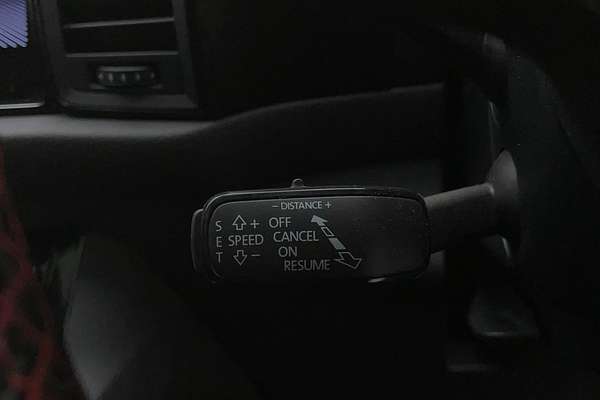 - DISTANCE +
S + OFF
E SPEED CANCEL
T - ON
RESUME